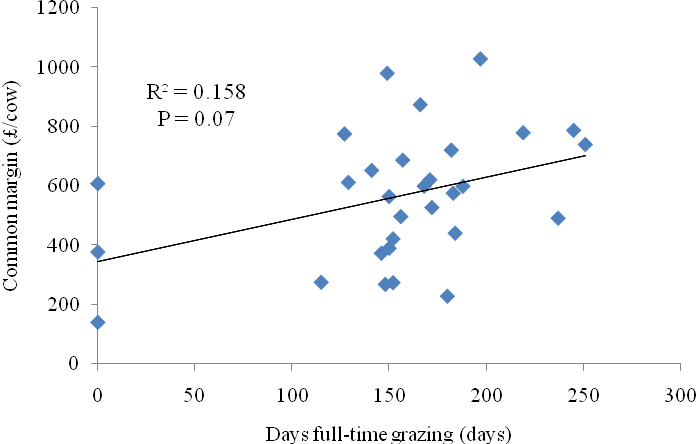 1200
1000
800
600
400
200
0
Common margin (£/cow)
R² = 0.158
P = 0.07
0 50 100 150 200 250 300
Days full-time grazing (days)